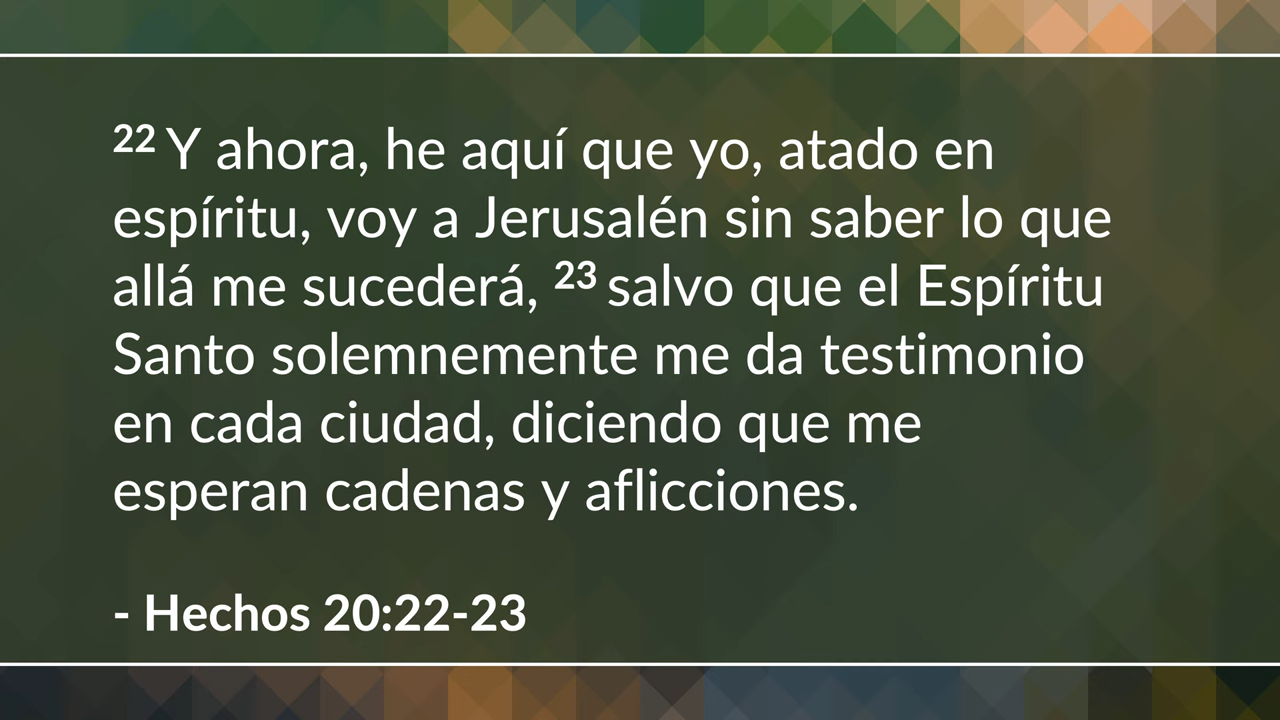 22 Y ahora, he aquí que yo, atado en
espíritu, voy a Jerusalén sin saber lo que
allá me sucederá, 23 salvo que el Espíritu
Santo solemnemente me da testimonio
en cada ciudad, diciendo que me
esperan cadenas y aflicciones.
- Hechos 20:22-23